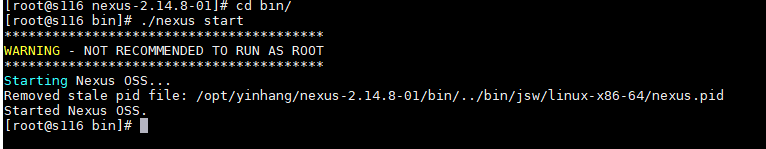 [root@s116 nexus-2.14.8-01]# cd bin/
[root@s116 bin]# ./nexus start
****************************************
WARNING - NOT RECOMMENDED TO RUN AS ROOT
****************************************
Starting Nexus OSS...
Removed stale pid file: /opt/yinhang/nexus-2.14.8-01/bin/../bin/jsw/linux-x86-64/nexus.pid
Started Nexus OSS.
[root@s116 bin]#